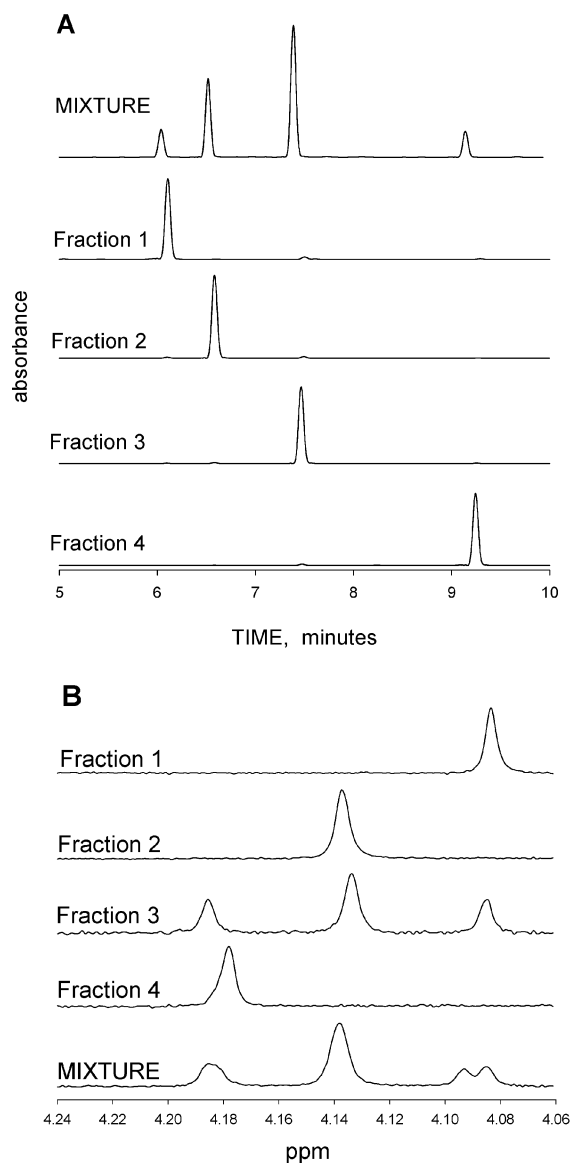 A
MIXTURE
Fraction 1
Fraction 2
Fraction 3
Fraction 4
absorbance
5 6 7 8 9 10
TIME, minutes
B
Fraction 1
Fraction 2
Fraction 3
Fraction 4
MIXTURE
4.24 4.22 4.20 4.18 4.16 4.14 4.12 4.10 4.08 4.06
ppm